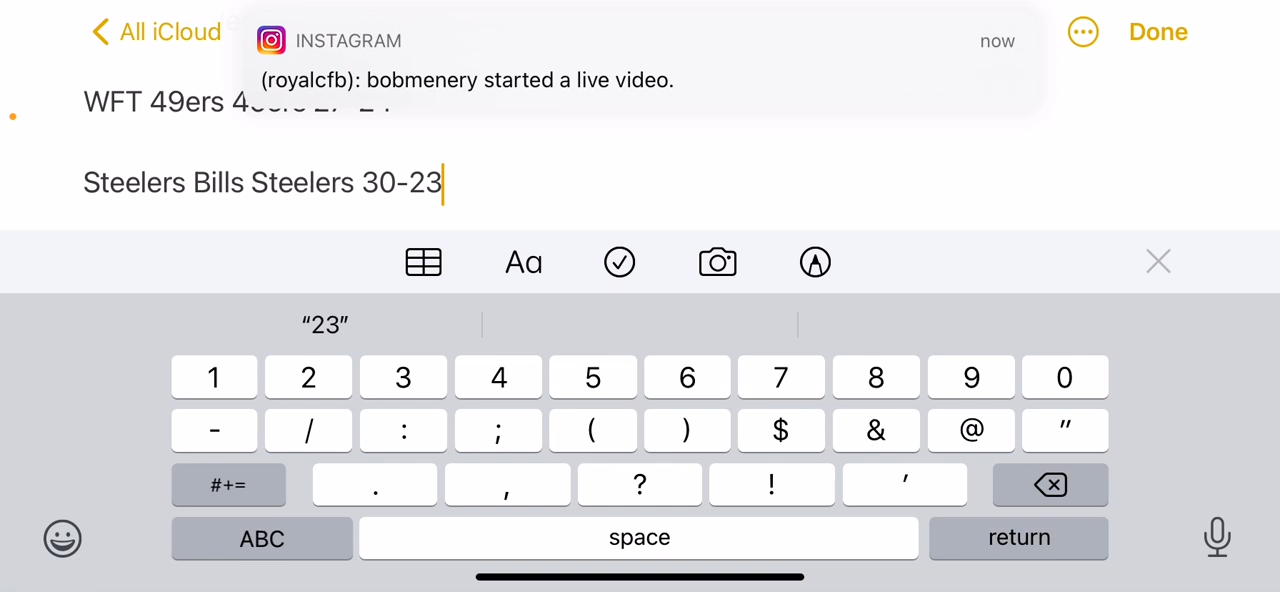 All iCloud
INSTAGRAM
now
Done
(royalcfb): bobmenery started a live video.
WFT 49ers
Steelers Bills Steelers 30-23
Aa
“23”
1 2 3 4 5 6 7 8 9 0
- / : ; ( ) $ & @ "
#+= . , ? ! '
ABC space return